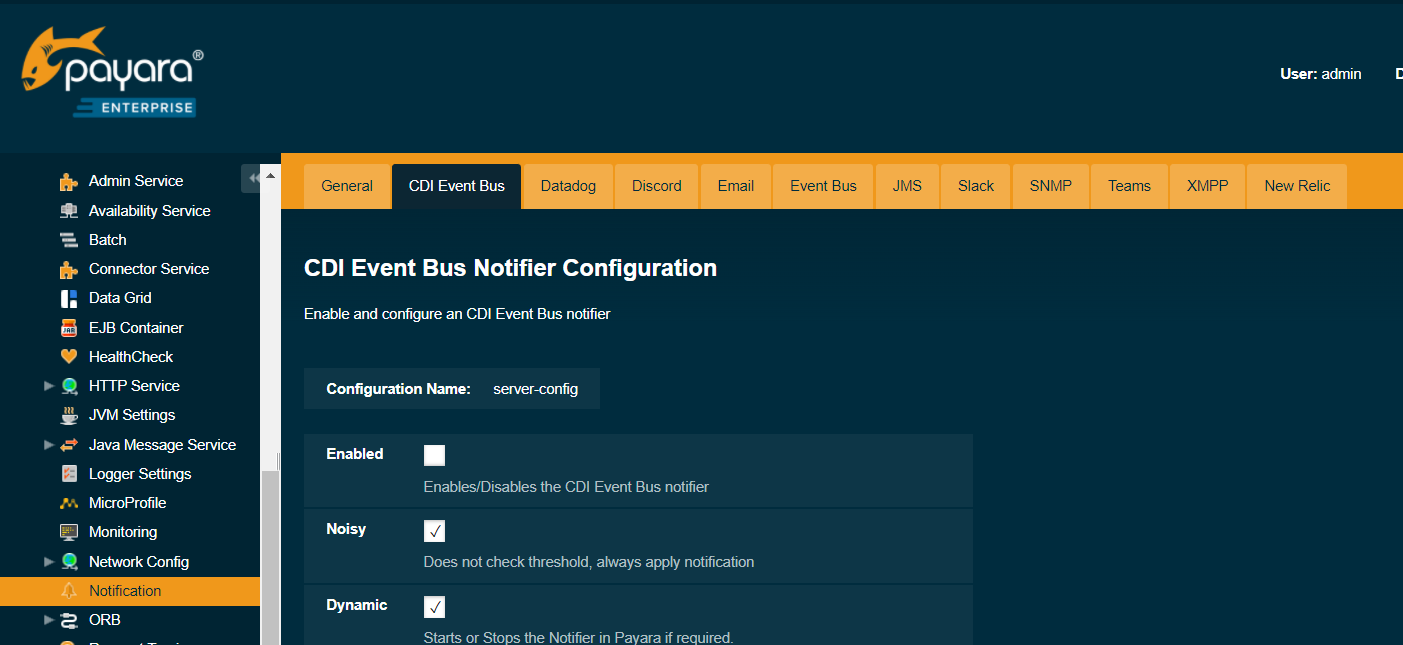 payara®
ENTERPRISE
User: admin
Admin Service
Availability Service
Batch
Connector Service
Data Grid
EJB Container
HealthCheck
HTTP Service
JVM Settings
Java Message Service
Logger Settings
MicroProfile
Monitoring
Network Config
Notification
ORB
General CDI Event Bus Datadog Discord Email Event Bus JMS Slack SNMP Teams XMPP New Relic
CDI Event Bus Notifier Configuration
Enable and configure an CDI Event Bus notifier
Configuration Name: server-config
Enabled
Enables/Disables the CDI Event Bus notifier
Noisy
Does not check threshold, always apply notification
Dynamic
Starts or Stops the Notifier in Payara if required.